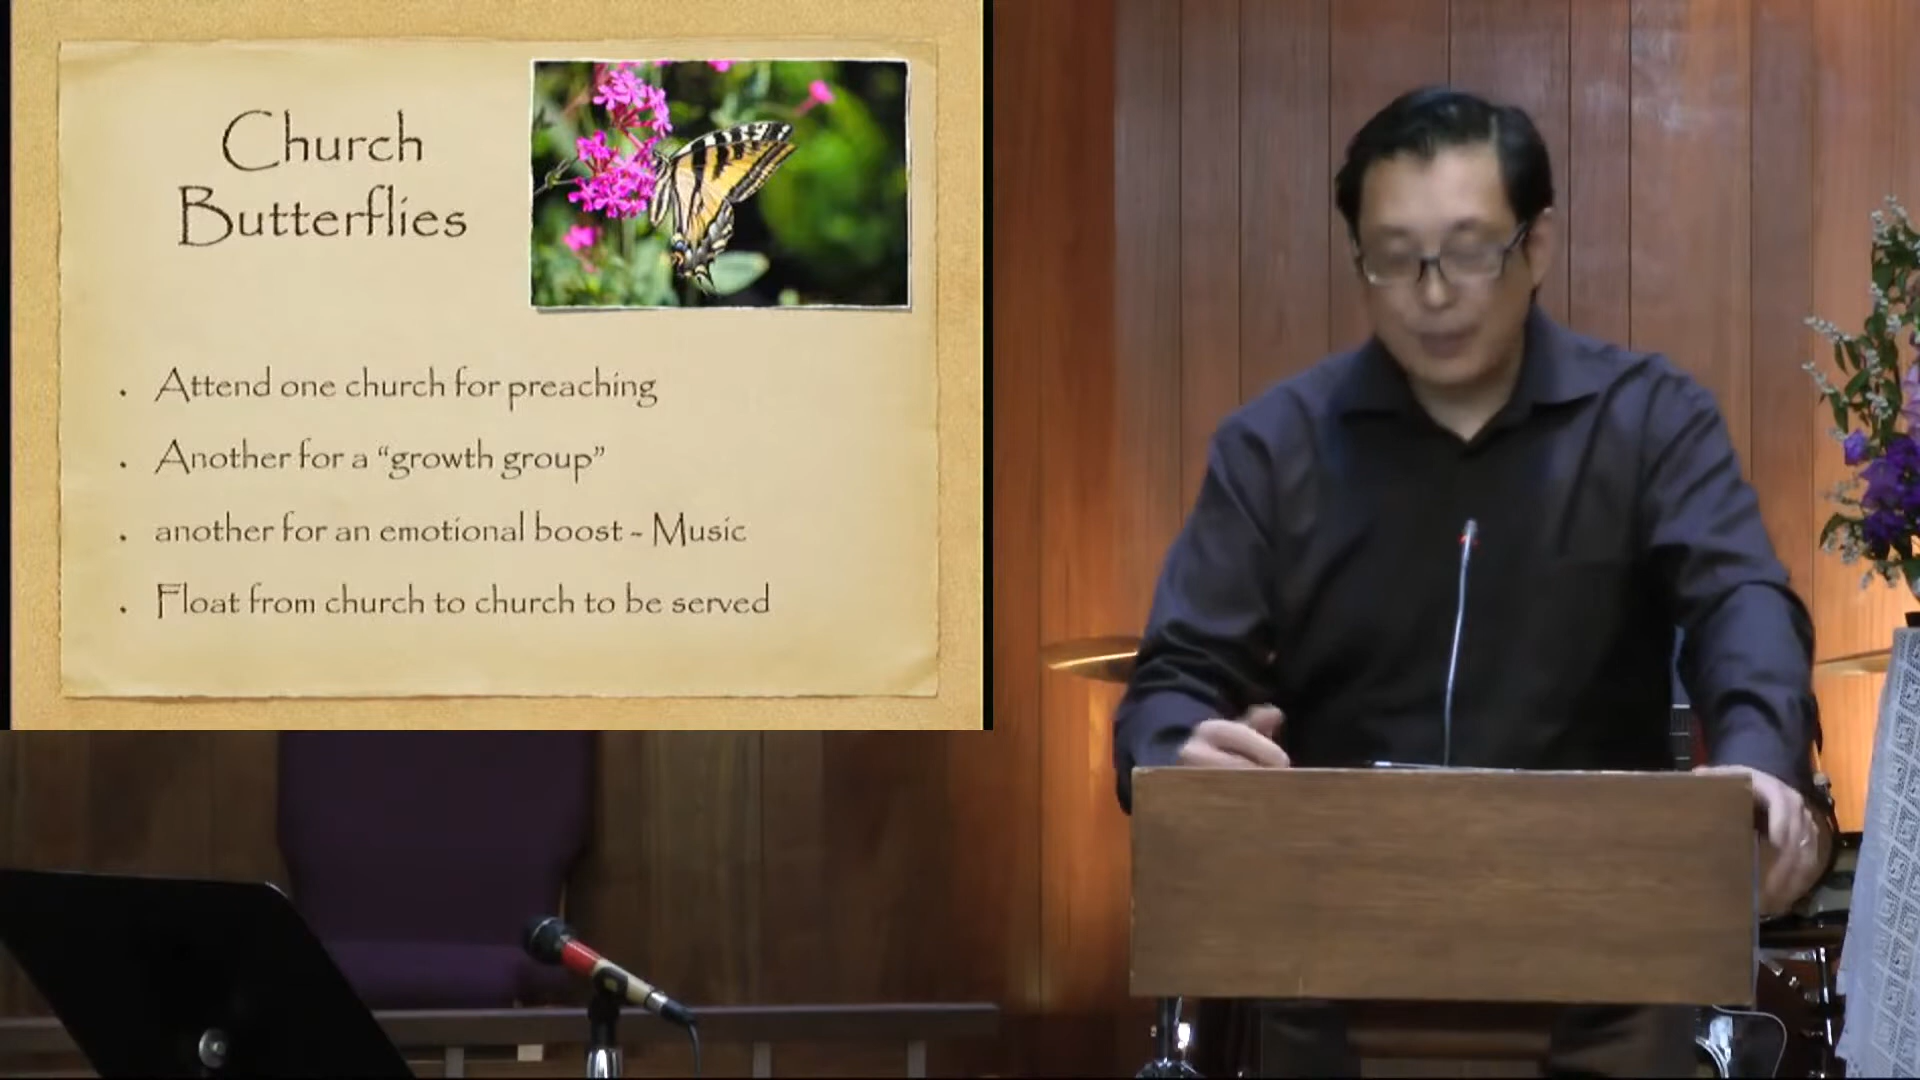 Church
Butterflies
. Attend one church for preaching
. Another for a “growth group”
. another for an emotional boost - Music
. Float from church to church to be served